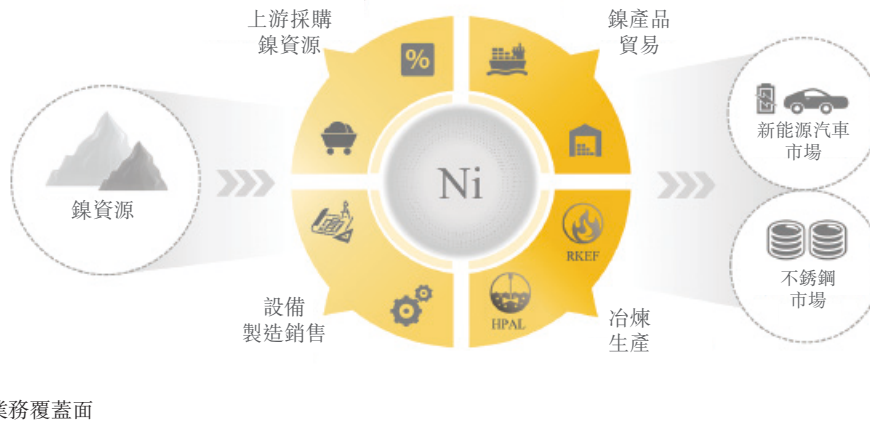 上游採購
鎳資源
鎳產品
貿易
%
新能源汽車
市場
Ni
鎳資源
RKEF
HPAL
不銹鋼
市場
設備
製造銷售
冶煉
生產
業務覆蓋面